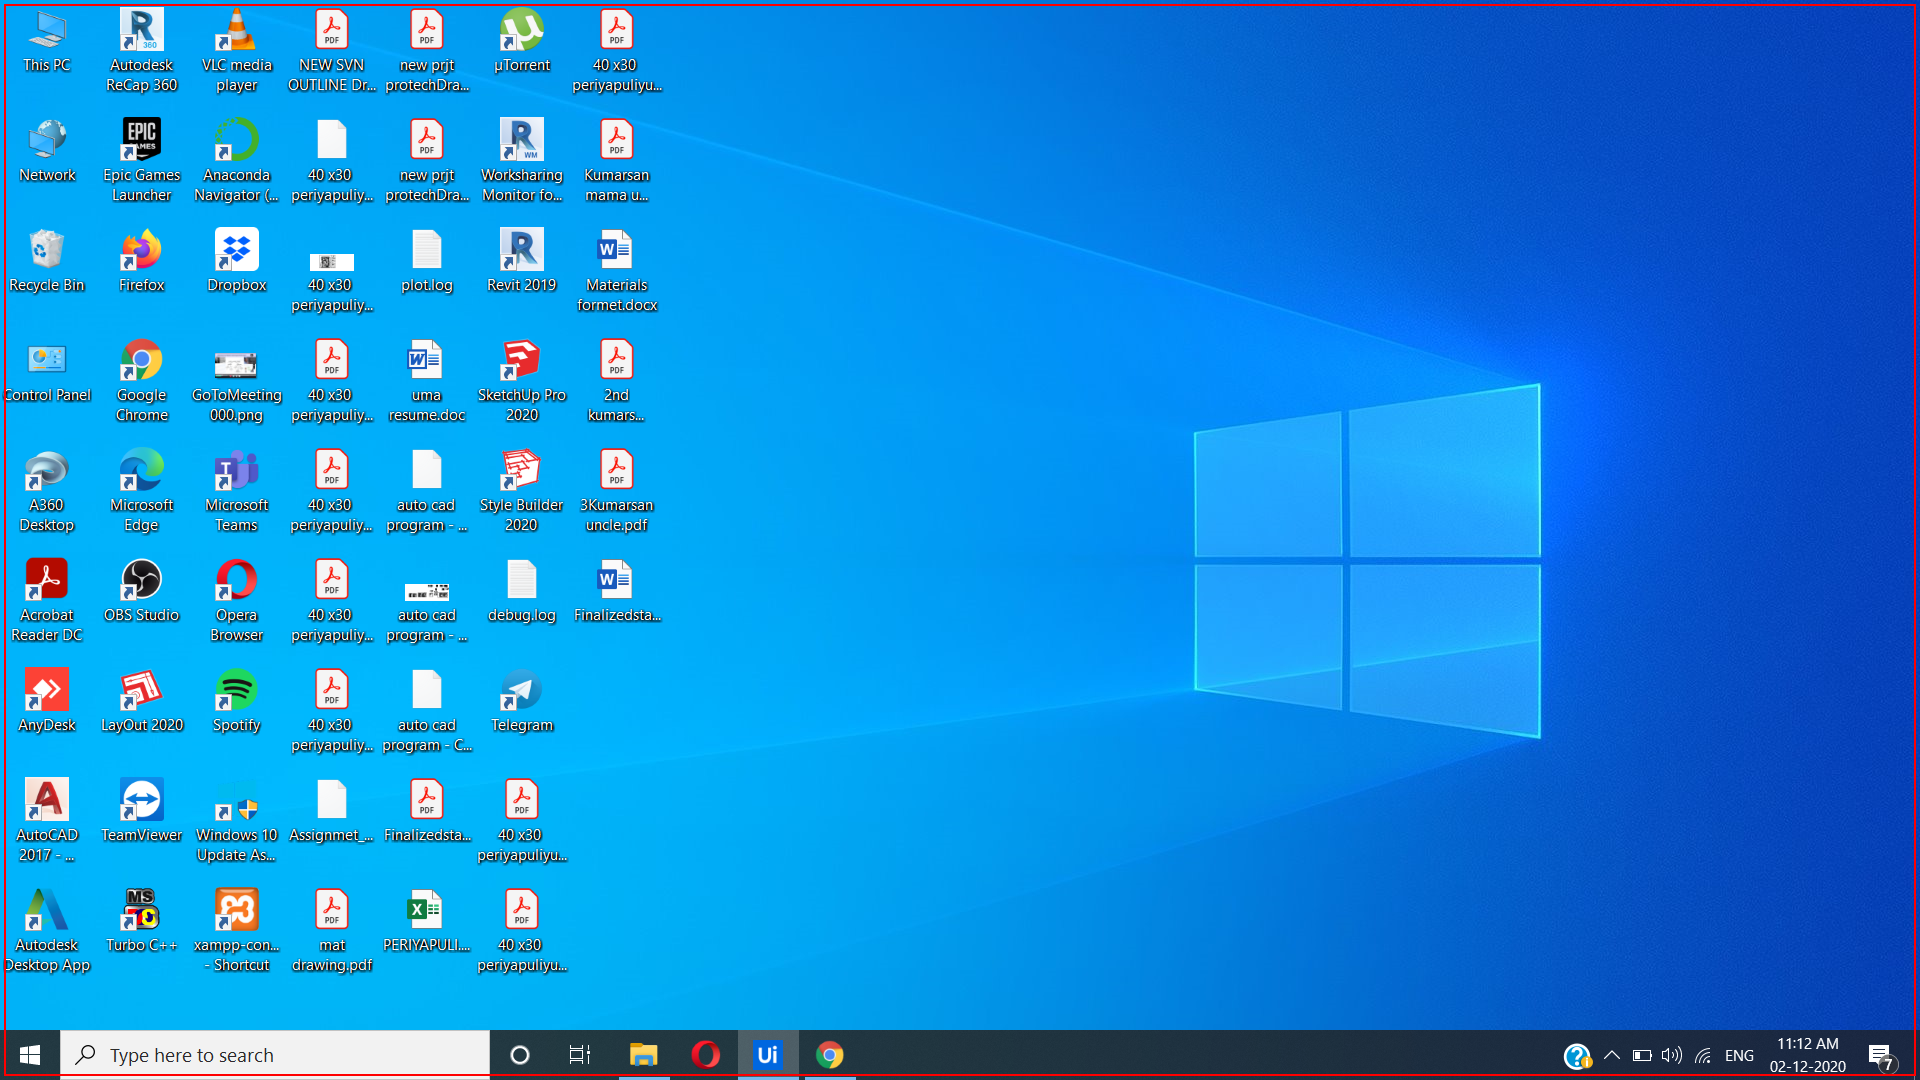 This PC
Autodesk
ReCap 360
VLC media
player
NEW SVN
OUTLINE Dr...
new prjt
protechDra...
µTorrent
40 x30
periyapuliyu...
Network
Epic Games
Launcher
Anaconda
Navigator (...
40 x30
periyapuliy...
new prjt
protechDra...
Worksharing
Monitor fo...
Kumarsan
mama u...
Recycle Bin
Firefox
Dropbox
40 x30
periyapuliy...
plot.log
Revit 2019
Materials
formet.docx
Control Panel
Google
Chrome
GoToMeeting
000.png
40 x30
periyapuliy...
uma
resume.doc
SketchUp Pro
2020
2nd
kumars...
A360
Desktop
Microsoft
Edge
Microsoft
Teams
40 x30
periyapuliy...
auto cad
program - ...
Style Builder
2020
3Kumarsan
uncle.pdf
Acrobat
Reader DC
OBS Studio
Opera
Browser
40 x30
periyapuliy...
auto cad
program - ...
debug.log
Finalizedsta...
AnyDesk
LayOut 2020
Spotify
40 x30
periyapuliy...
auto cad
program - C...
Telegram
AutoCAD
2017 - ...
TeamViewer
Windows 10
Update As...
Assignmet_...
Finalizedsta...
40 x30
periyapuliyu...
Autodesk
Desktop App
Turbo C++
xampp-con...
- Shortcut
mat
drawing.pdf
PERIYAPULI....
40 x30
periyapuliyu...
Type here to search
Ui
ENG
11:12 AM
02-12-2020
7